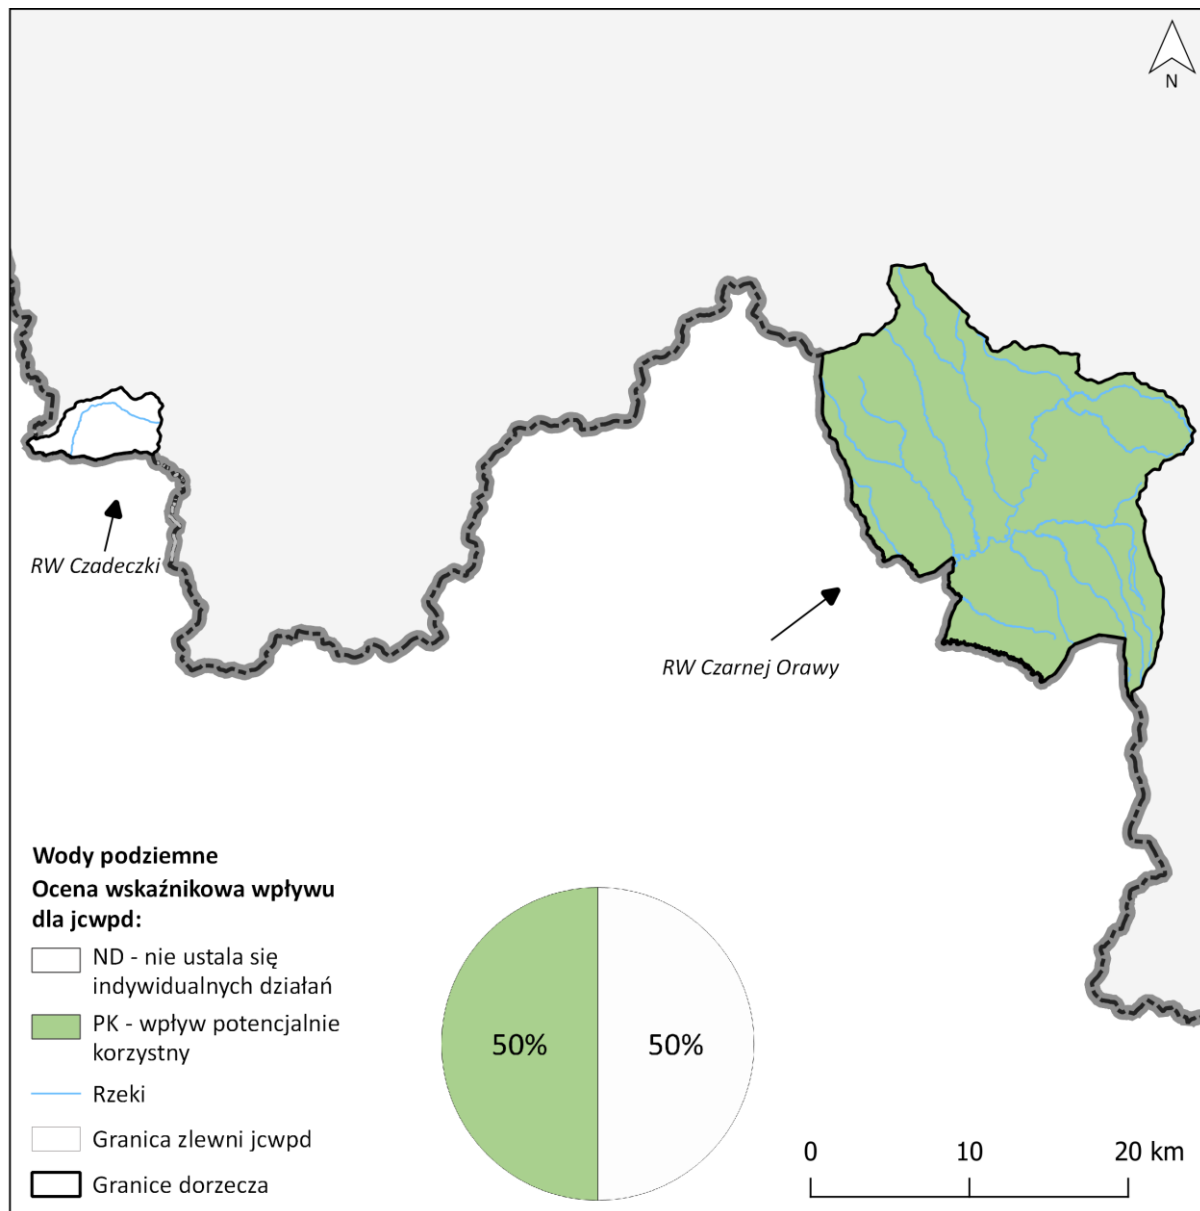 N
RW Czadeczki
RW Czarnej Orawy
Wody podziemne
Ocena wskaźnikowa wpływu
dla jcwpd:
ND - nie ustala się
indywidualnych działań
PK - wpływ potencjalnie
korzystny
Rzeki
Granica zlewni jcwpd
Granice dorzecza
50% 50%
0 10 20 km